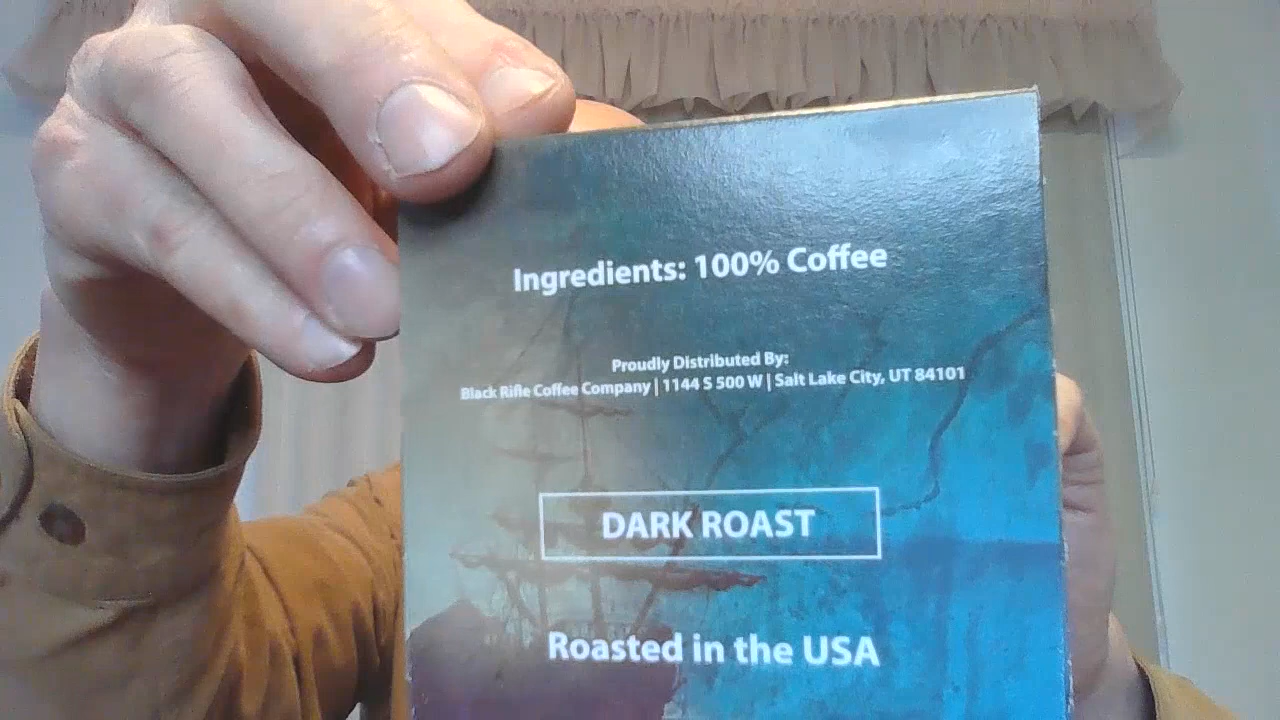 Ingredients: 100% Coffee
Proudly Distributed By:
Black Rifle Coffee Company | 1144 S 500 W | Salt Lake City, UT 84101
DARK ROAST
Roasted in the USA